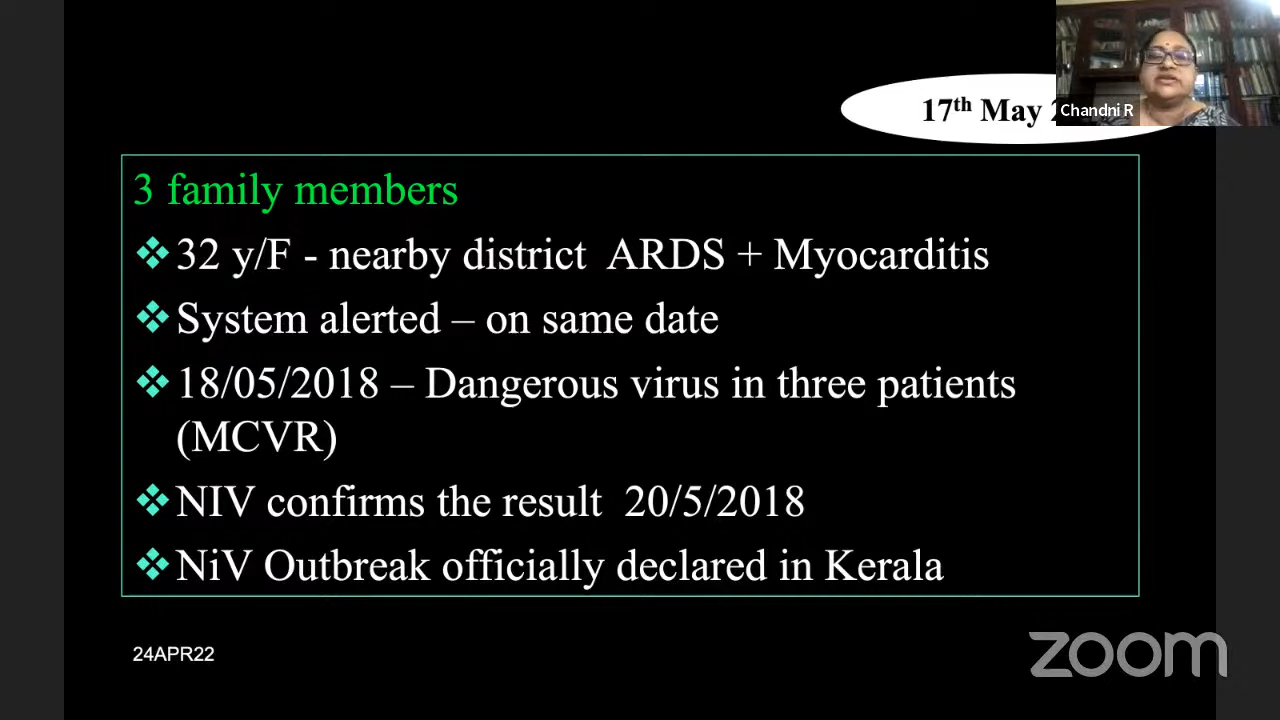 17th May
Chandni R
3 family members
❖ 32 y/F - nearby district ARDS + Myocarditis
❖ System alerted – on same date
❖ 18/05/2018 – Dangerous virus in three patients
(MCVR)
❖ NIV confirms the result 20/5/2018
❖ NiV Outbreak officially declared in Kerala
24APR22
zoom